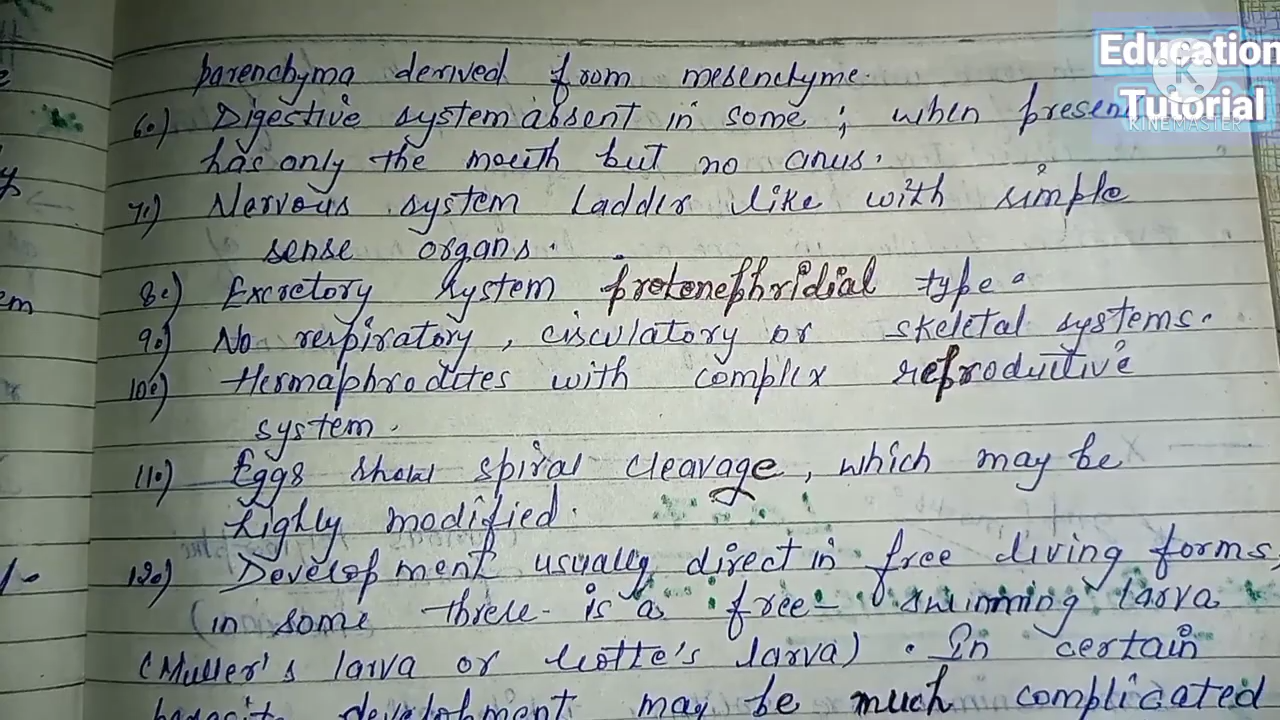 Education
Tutorial
KINEMASTER
parenchyma derived from mesenchyme.
6.) Digestive system absent in some ; when present
has only the mouth but no anus.
7.) Nervous system Ladder like with simple
sense organs.
8.) Excretory system protonephridial type.
9.) No respiratory, circulatory or skeletal systems.
10.) Hermaphrodites with complex reproductive
system.
11.) Eggs show spiral cleavage, which may be
highly modified.
12.) Development usually direct in free living forms,
(in some there is a free-swimming larva
(Muller's larva or Gotte's larva). In certain
development may be much complicated